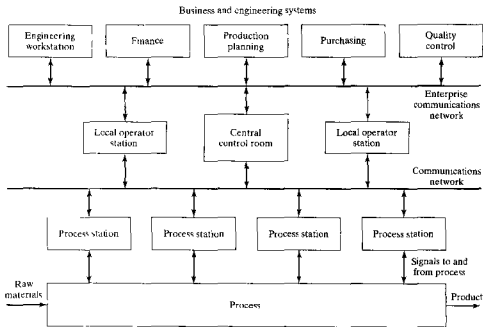 Business and engineering systems
Engineering
workstation
Finance
Production
planning
Purchasing
Quality
control
Enterprise
communications
network
Local operator
station
Central
control room
Local operator
station
Communications
network
Process station
Process station
Process station
Process station
Signals to and
from process
Raw
materials
Process
Product